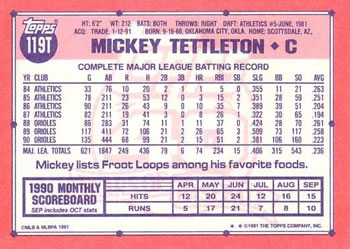 Topps
119T
HT: 6'2" WT: 212 BATS: BOTH THROWS: RIGHT DRFT: ATHLETICS #5-JUNE, 1981
ACQ: TRADE, 1-12-91 BORN: 9-16-60, OKLAHOMA CITY, OKLA. HOME: SCOTTSDALE, AZ
MICKEY TETTLETON ♦ C
COMPLETE MAJOR LEAGUE BATTING RECORD
YR CLUB G AB R H 2B 3B HR RBI SB SLG BB SO AVG
84 ATHLETICS 33 76 10 20 2 1 1 5 0 .355 11 21 .263
85 ATHLETICS 78 211 23 53 12 0 3 15 2 .351 28 59 .251
86 ATHLETICS 90 211 26 43 9 0 10 35 7 .389 39 51 .204
87 ATHLETICS 82 211 19 41 3 0 8 26 1 .322 30 65 .194
88 ORIOLES 86 283 31 74 11 1 11 37 0 .424 28 70 .261
89 ORIOLES 117 411 72 106 21 2 26 65 3 .509 73 117 .258
90 ORIOLES 135 444 68 99 21 2 15 51 2 .381 106 160 .223
MAJ. LEA. TOTALS 621 1847 249 436 79 6 74 234 15 .406 315 .236
Mickey lists Froot Loops among his favorite foods.
1990 MONTHLY SCOREBOARD
SEP includes OCT stats
APR MAY JUN JUL AUG SEP
HITS 12 20 24 16 12 15
RUNS 5 17 21 7 8 10
©MLB & MLBPA 1991
©1991 THE TOPPS COMPANY, INC.